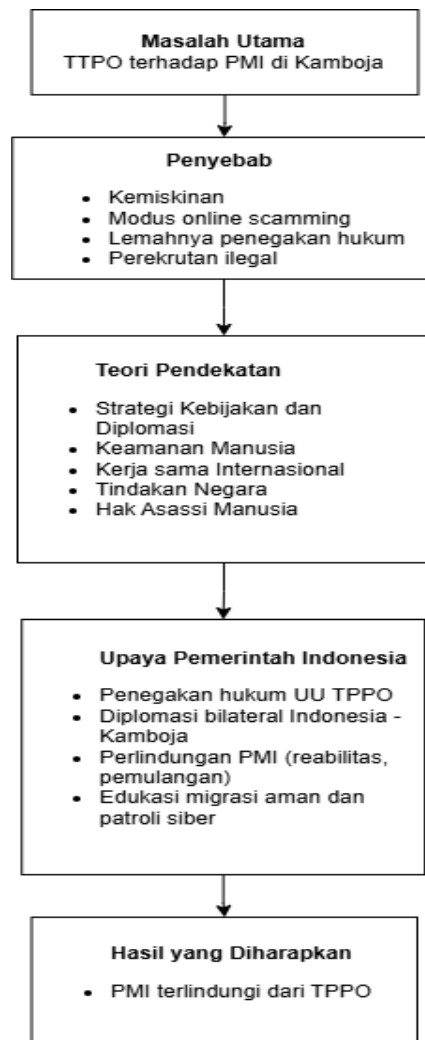 Masalah Utama
TTPO terhadap PMI di Kamboja
Penyebab
• Kemiskinan
• Modus online scamming
• Lemahnya penegakan hukum
• Perekrutan ilegal
Teori Pendekatan
• Strategi Kebijakan dan
Diplomasi
• Keamanan Manusia
• Kerja sama Internasional
• Tindakan Negara
• Hak Asassi Manusia
Upaya Pemerintah Indonesia
• Penegakan hukum UU TPPO
• Diplomasi bilateral Indonesia -
Kamboja
• Perlindungan PMI (reabilitas,
pemulangan)
• Edukasi migrasi aman dan
patroli siber
Hasil yang Diharapkan
• PMI terlindungi dari TPPO